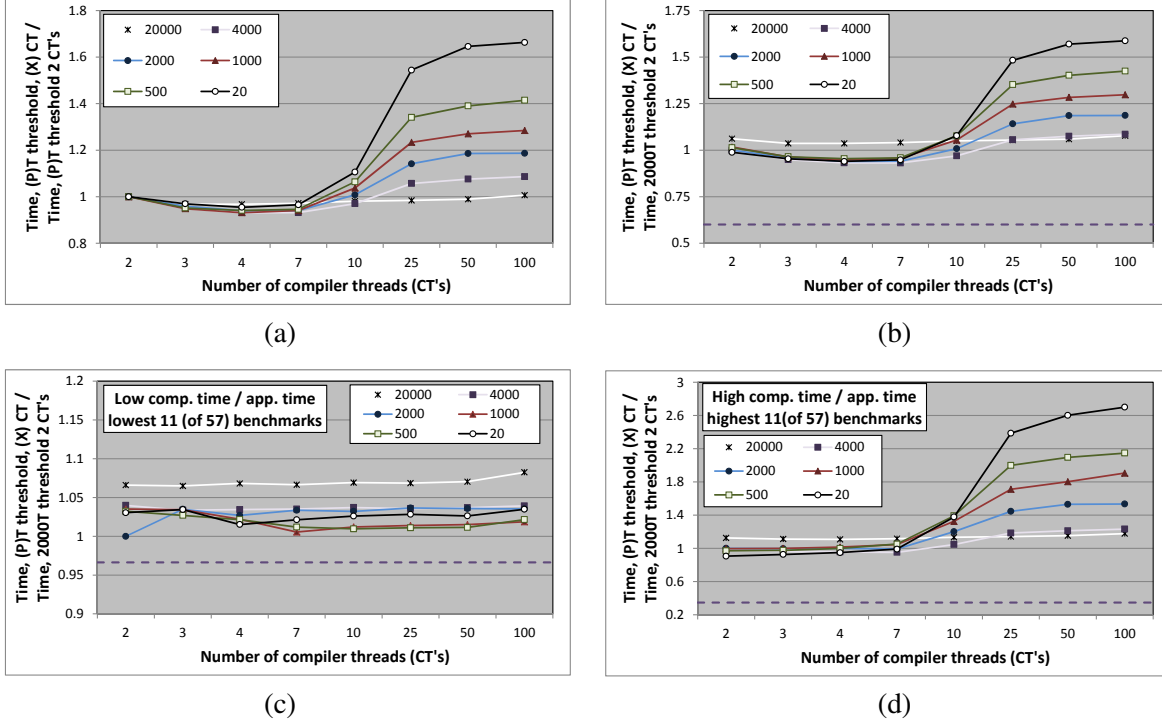 Time, (P)T threshold, (X) CT /
Time, (P)T threshold 2 CT's
1.8
1.6
1.4
1.2
1
0.8
20000 4000
2000 1000
500 20
2 3 4 7 10 25 50 100
Number of compiler threads (CT's)
(a)
Time, (P)T threshold, (X) CT /
Time, 2000T threshold 2 CT's
1.75
1.5
1.25
1
0.75
0.5
20000 4000
2000 1000
500 20
2 3 4 7 10 25 50 100
Number of compiler threads (CT's)
(b)
Time, (P)T threshold, (X) CT /
Time, 2000T threshold 2 CT's
1.2
1.15
1.1
1.05
1
0.95
0.9
Low comp. time / app. time
lowest 11 (of 57) benchmarks
20000 4000
2000 1000
500 20
2 3 4 7 10 25 50 100
Number of compiler threads (CT's)
(c)
Time, (P)T threshold, (X) CT /
Time, 2000T threshold 2 CT's
3
2.6
2.2
1.8
1.4
1
0.6
0.2
High comp. time / app. time
highest 11(of 57) benchmarks
20000 4000
2000 1000
500 20
2 3 4 7 10 25 50 100
Number of compiler threads (CT's)
(d)